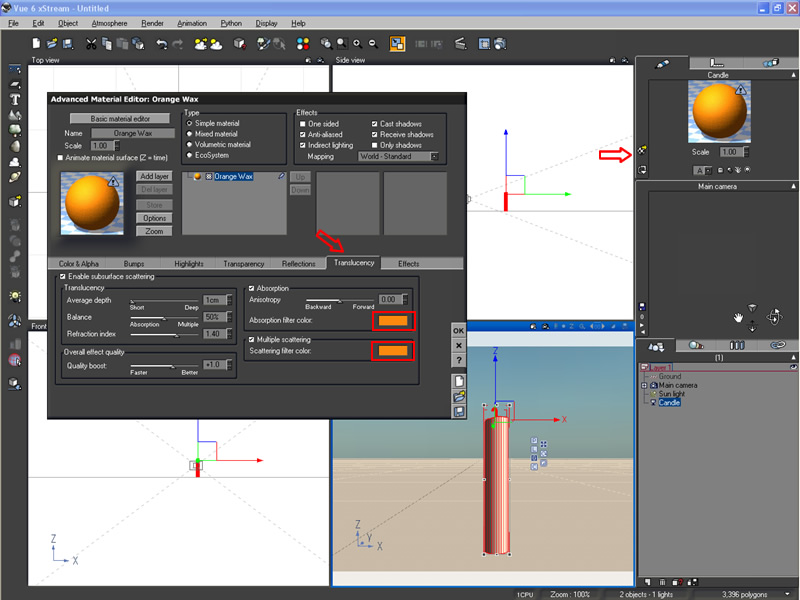 Vue 6 xStream - Untitled
File Edit Object Atmosphere Render Animation Python Display Help
Top view
Side view
Advanced Material Editor: Orange Wax
Basic material editor
Name Orange Wax
Scale 1.00
Animate material surface (Z = time)
Type
Simple material
Mixed material
Volumetric material
EcoSystem
Effects
One sided
Cast shadows
Anti-aliased
Receive shadows
Indirect lighting
Only shadows
Mapping World - Standard
Add layer
Del layer
Store
Options
Zoom
Orange Wax
Up
Down
Color & Alpha Bumps Highlights Transparency Reflections Translucency Effects
Enable subsurface scattering
Translucency
Average depth 1cm
Short Deep
Balance 50%
Absorption Multiple
Refraction index 1.40
Overall effect quality
Quality boost: +1.0
Faster Better
Absorption
Anisotropy 0.00
Backward Forward
Absorption filter color:
Multiple scattering
Scattering filter color:
OK
?
Candle
Scale 1.00
A
Main camera
(1)
Layer 1
Ground
Main camera
Sun light
Candle
Front
Z
X
Z
X
Z
Y
X
1CPU Zoom : 100% 2 objects - 1 lights 3,396 polygons